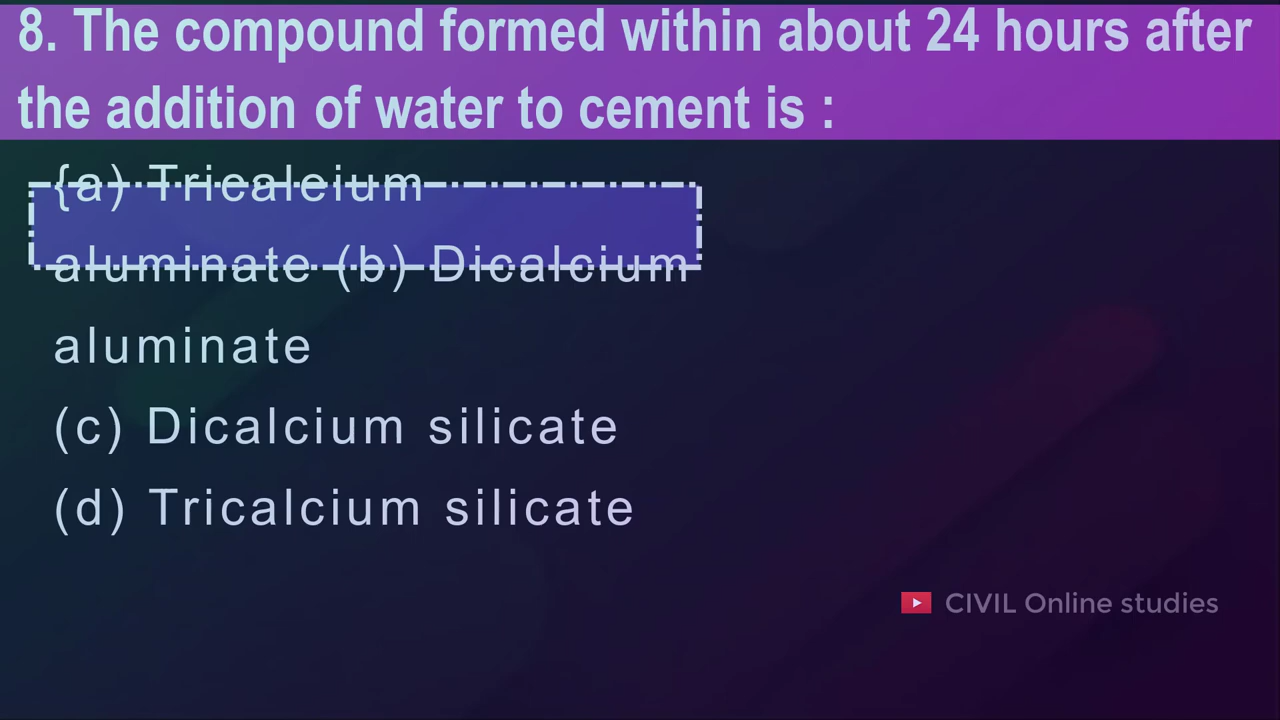 8. The compound formed within about 24 hours after
the addition of water to cement is :
{a) Tricalcium
aluminate (b) Dicalcium
aluminate
(c) Dicalcium silicate
(d) Tricalcium silicate
CIVIL Online studies